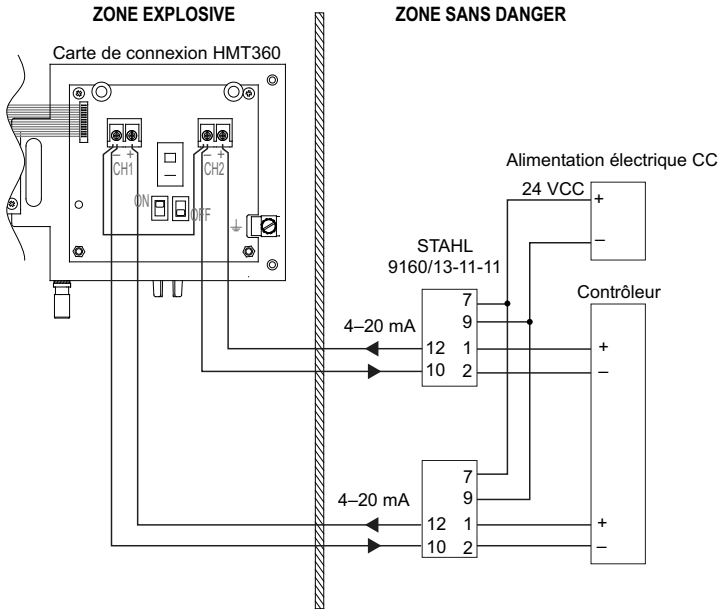 ZONE EXPLOSIVE
ZONE SANS DANGER
Carte de connexion HMT360
– +
CH1
– +
CH2
ON
OFF
Alimentation électrique CC
24 VCC
+
–
STAHL
9160/13-11-11
Contrôleur
4–20 mA
7
9
12 1
10 2
+
–
4–20 mA
7
9
12 1
10 2
+
–